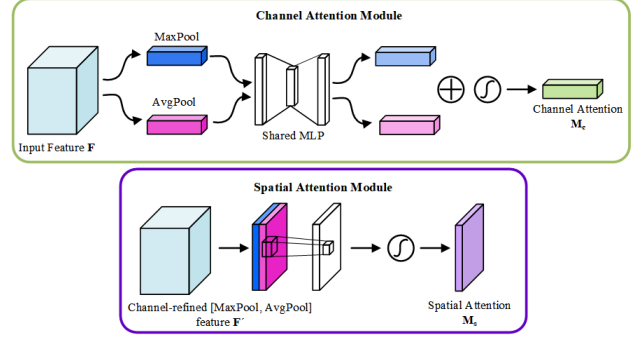 Channel Attention Module
MaxPool
AvgPool
Shared MLP
Input Feature F
Channel Attention
Mc
Spatial Attention Module
Channel-refined [MaxPool, AvgPool]
feature F´
Spatial Attention
Ms